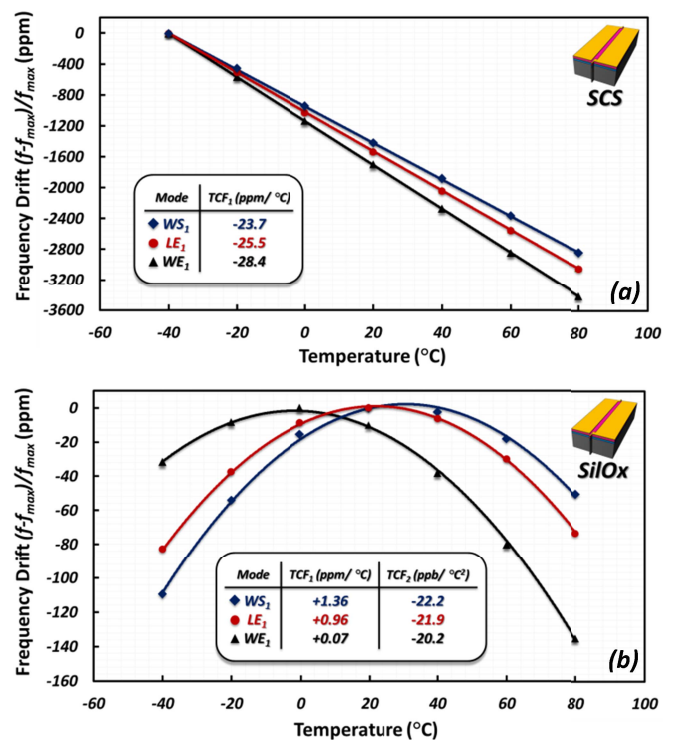 Frequency Drift (f-fmax)/fmax (ppm)
0
-400
-800
-1200
-1600
-2000
-2400
-2800
-3200
-3600
SCS
Mode TCF1 (ppm/ °C)
WS1 -23.7
LE1 -25.5
WE1 -28.4
(a)
-60 -40 -20 0 20 40 60 80 100
Temperature (°C)
Frequency Drift (f-fmax)/fmax (ppm)
0
-20
-40
-60
-80
-100
-120
-140
-160
SilOx
Mode TCF1 (ppm/ °C) TCF2 (ppb/ °C²)
WS1 +1.36 -22.2
LE1 +0.96 -21.9
WE1 +0.07 -20.2
(b)
-40 -20 0 20 40 60 80 100
Temperature (°C)